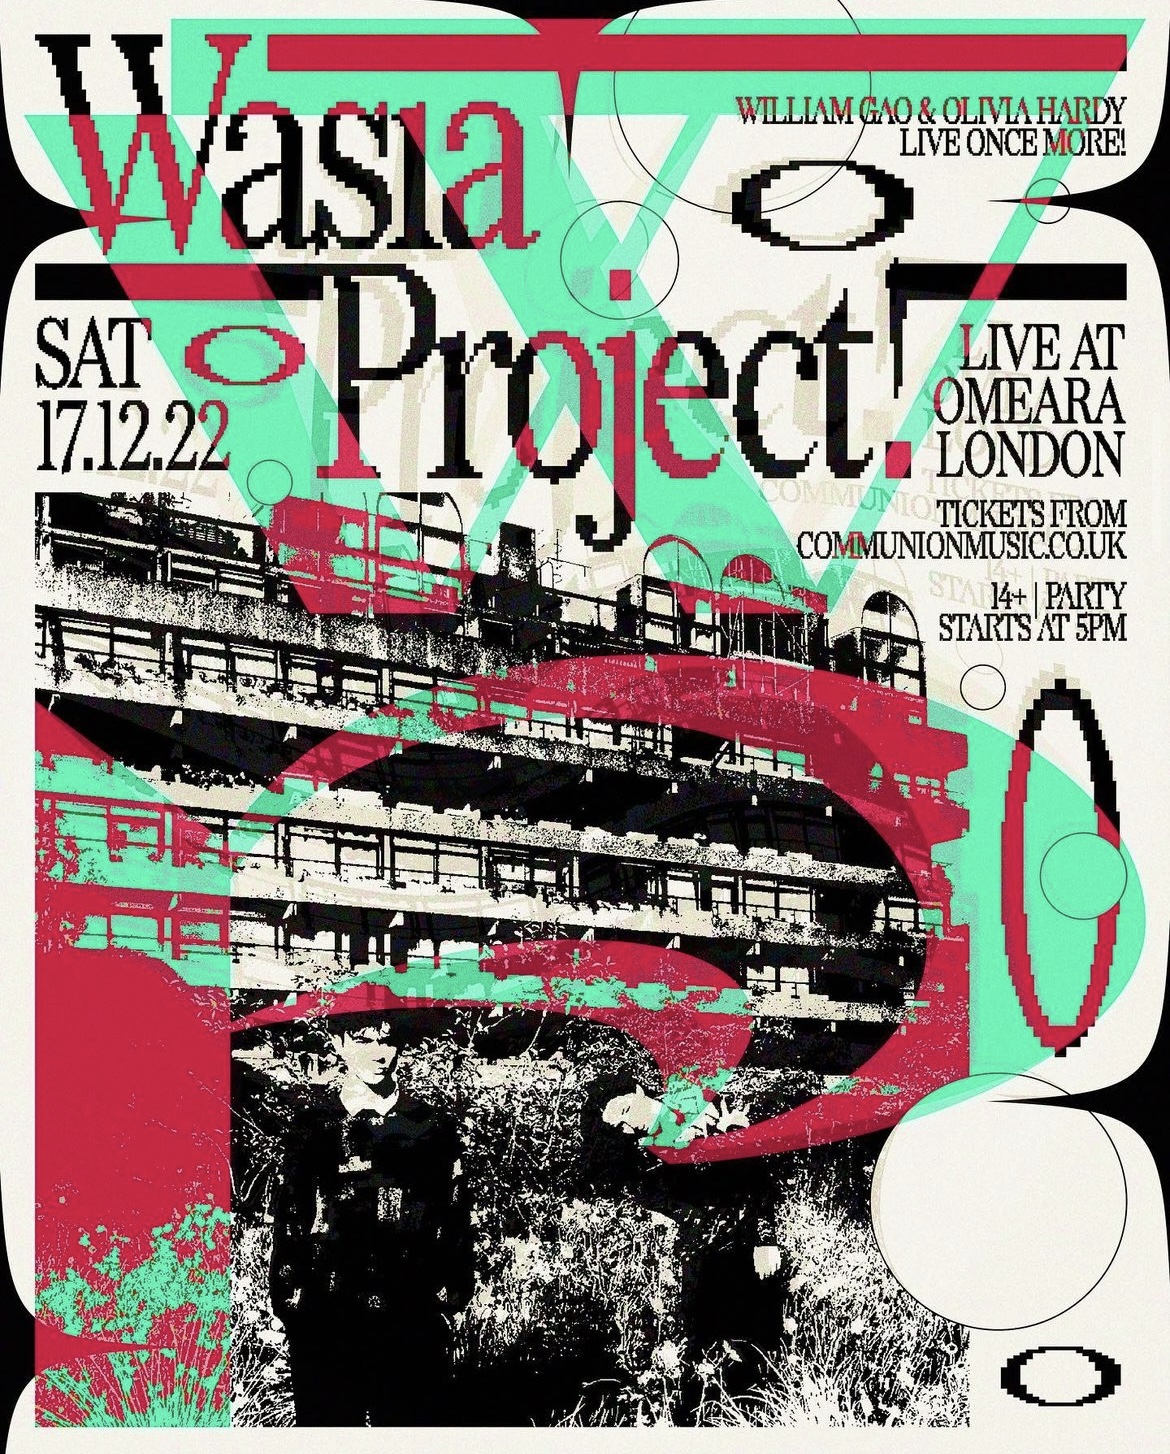 Wasia
WILLIAM GAO & OLIVIA HARDY
LIVE ONCE MORE!
Project!
SAT
17.12.22
LIVE AT
OMEARA
LONDON
TICKETS FROM
COMMUNIONMUSIC.CO.UK
14+ | PARTY
STARTS AT 5PM